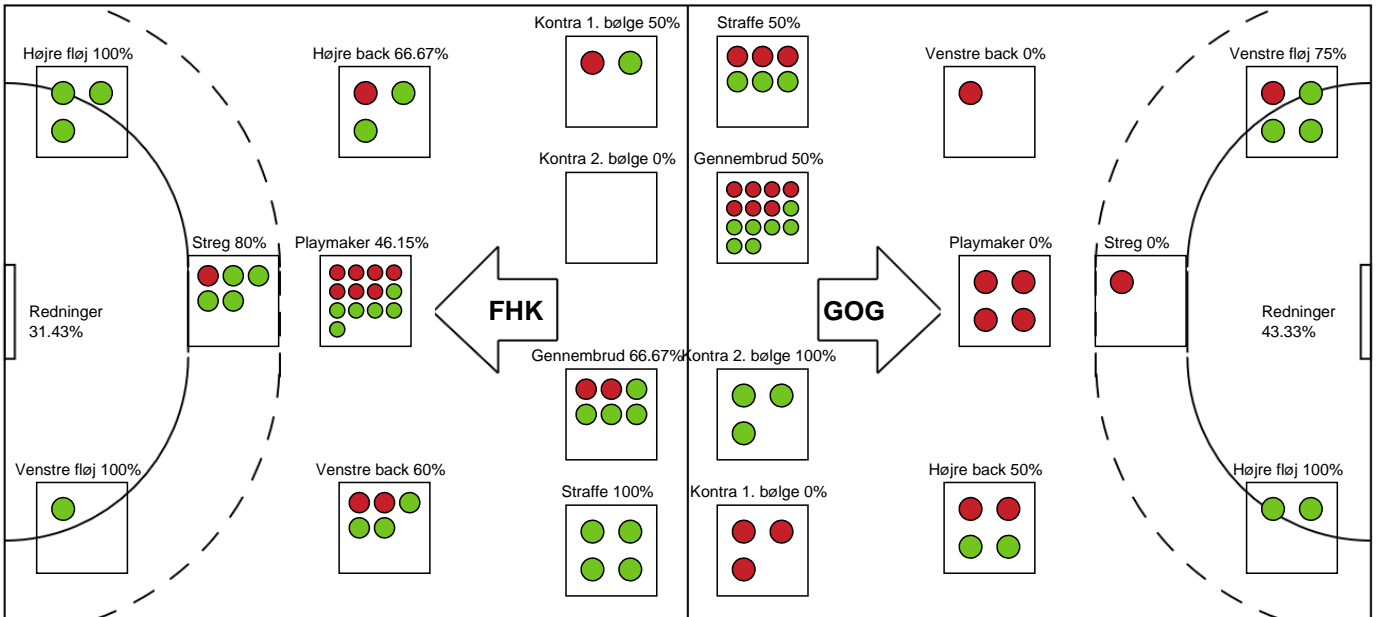 Kontra 1. bølge 50%
Straffe 50%
Højre fløj 100%
Højre back 66.67%
Venstre back 0%
Venstre fløj 75%
Kontra 2. bølge 0%
Gennembrud 50%
Streg 80%
Playmaker 46.15%
Playmaker 0%
Streg 0%
Redninger
31.43%
FHK
GOG
Redninger
43.33%
Gennembrud 66.67%
Kontra 2. bølge 100%
Venstre fløj 100%
Venstre back 60%
Højre back 50%
Højre fløj 100%
Straffe 100%
Kontra 1. bølge 0%